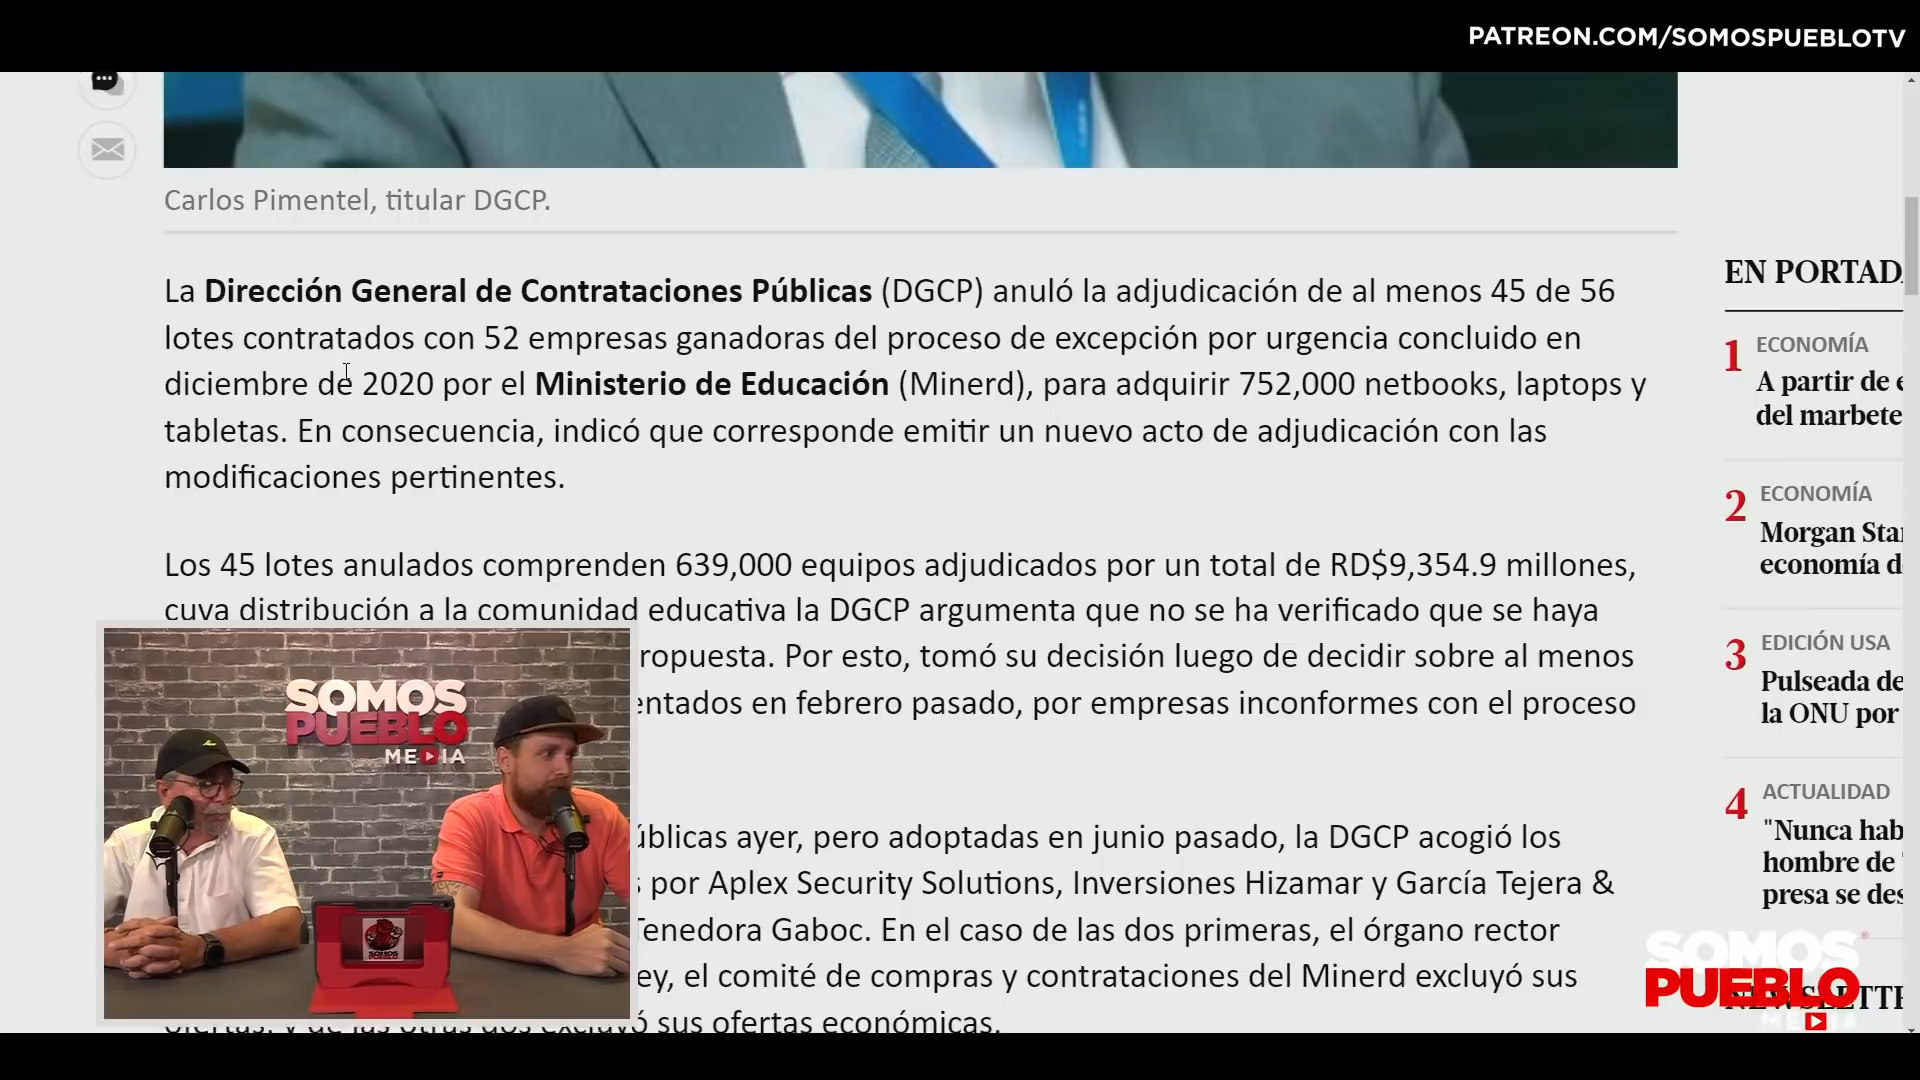 PATREON.COM/SOMOSPUEBLOTV
Carlos Pimentel, titular DGCP.
La Dirección General de Contrataciones Públicas (DGCP) anuló la adjudicación de al menos 45 de 56
lotes contratados con 52 empresas ganadoras del proceso de excepción por urgencia concluido en
diciembre de 2020 por el Ministerio de Educación (Minerd), para adquirir 752,000 netbooks, laptops y
tabletas. En consecuencia, indicó que corresponde emitir un nuevo acto de adjudicación con las
modificaciones pertinentes.
Los 45 lotes anulados comprenden 639,000 equipos adjudicados por un total de RD$9,354.9 millones,
cuya distribución a la comunidad educativa la DGCP argumenta que no se ha verificado que se haya
ropuesta. Por esto, tomó su decisión luego de decidir sobre al menos
entados en febrero pasado, por empresas inconformes con el proceso
úblicas ayer, pero adoptadas en junio pasado, la DGCP acogió los
por Aplex Security Solutions, Inversiones Hizamar y García Tejera &
Tenedora Gaboc. En el caso de las dos primeras, el órgano rector
ey, el comité de compras y contrataciones del Minerd excluyó sus
sus ofertas económicas.
EN PORTAD
1 ECONOMÍA
A partir de e
del marbete
2 ECONOMÍA
Morgan Sta
economía d
3 EDICIÓN USA
Pulseada de
la ONU por
4 ACTUALIDAD
"Nunca hab
hombre de
presa se des
NEWSLETTE
SOMOS
PUEBLO
MEDIA
SOMOS
PUEBLO
MEDIA